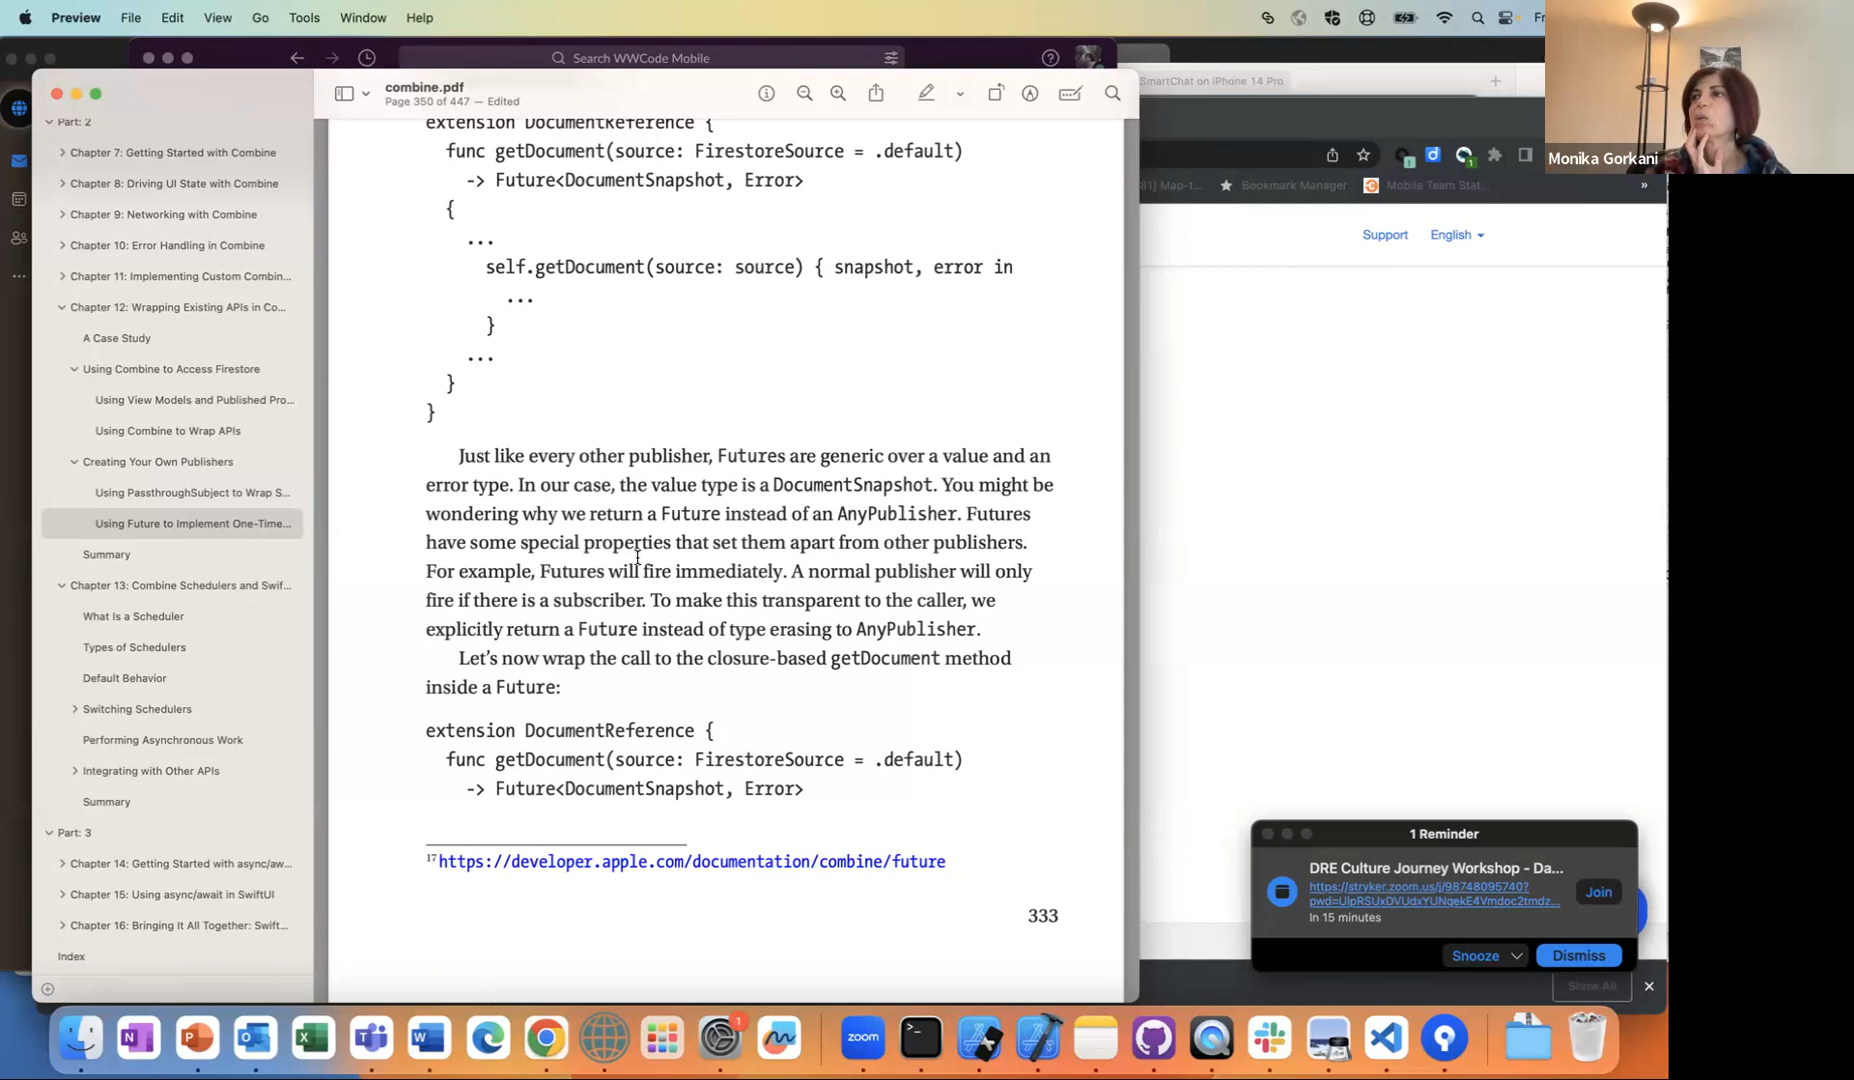 Preview File Edit View Go Tools Window Help
Search WWCode Mobile
combine.pdf
Page 350 of 447 — Edited
SmartChat on iPhone 14 Pro
Monika Gorkani
Bookmark Manager
Mobile Team Stat...
Support English
Part: 2
Chapter 7: Getting Started with Combine
Chapter 8: Driving UI State with Combine
Chapter 9: Networking with Combine
Chapter 10: Error Handling in Combine
Chapter 11: Implementing Custom Combin...
Chapter 12: Wrapping Existing APIs in Co...
A Case Study
Using Combine to Access Firestore
Using View Models and Published Pro...
Using Combine to Wrap APIs
Creating Your Own Publishers
Using PassthroughSubject to Wrap S...
Using Future to Implement One-Time...
Summary
Chapter 13: Combine Schedulers and Swif...
What Is a Scheduler
Types of Schedulers
Default Behavior
Switching Schedulers
Performing Asynchronous Work
Integrating with Other APIs
Summary
Part: 3
Chapter 14: Getting Started with async/aw...
Chapter 15: Using async/await in SwiftUI
Chapter 16: Bringing It All Together: Swift...
Index
extension DocumentReference {
func getDocument(source: FirestoreSource = .default)
-> Future<DocumentSnapshot, Error>
{
...
self.getDocument(source: source) { snapshot, error in
...
}
...
}
}
Just like every other publisher, Futures are generic over a value and an
error type. In our case, the value type is a DocumentSnapshot. You might be
wondering why we return a Future instead of an AnyPublisher. Futures
have some special properties that set them apart from other publishers.
For example, Futures will fire immediately. A normal publisher will only
fire if there is a subscriber. To make this transparent to the caller, we
explicitly return a Future instead of type erasing to AnyPublisher.
Let's now wrap the call to the closure-based getDocument method
inside a Future:
extension DocumentReference {
func getDocument(source: FirestoreSource = .default)
-> Future<DocumentSnapshot, Error>
17 https://developer.apple.com/documentation/combine/future
333
1 Reminder
DRE Culture Journey Workshop - Da...
https://stryker.zoom.us/j/98748095740?
In 15 minutes
Join
Snooze
Dismiss
Show All
zoom
1